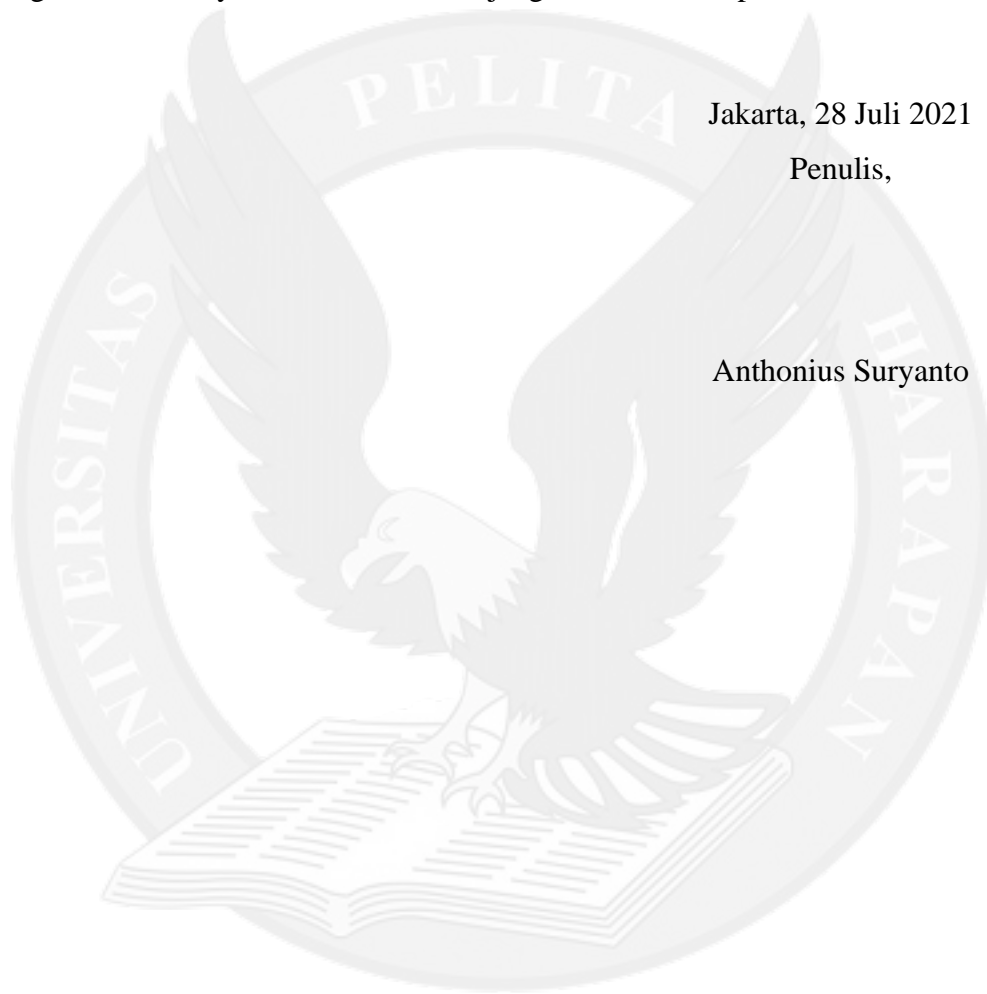 PELITA
UNIVERSITAS
HARAPAN
Jakarta, 28 Juli 2021
Penulis,
Anthonius Suryanto